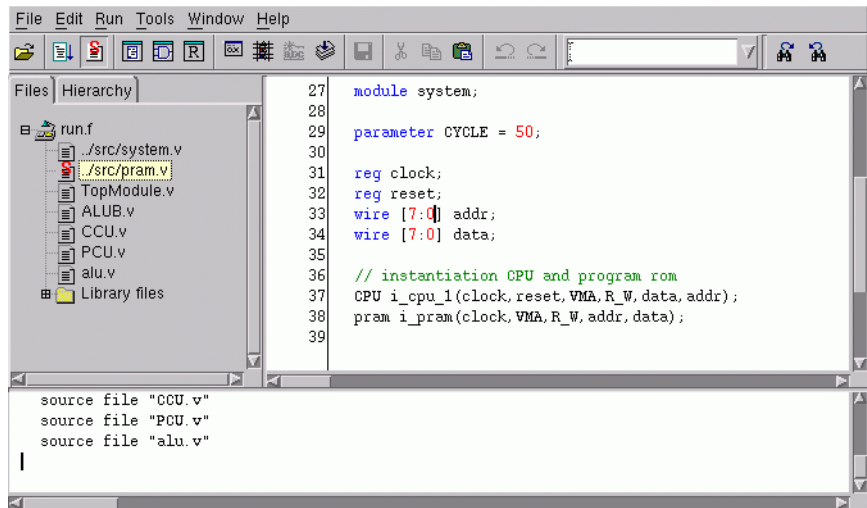 File Edit Run Tools Window Help
Files Hierarchy
run.f
../src/system.v
../src/pram.v
TopModule.v
ALUB.v
CCU.v
PCU.v
alu.v
Library files
27 module system;
28
29 parameter CYCLE = 50;
30
31 reg clock;
32 reg reset;
33 wire [7:0] addr;
34 wire [7:0] data;
35
36 // instantiation CPU and program rom
37 CPU i_cpu_1(clock,reset,VMA,R_W,data,addr);
38 pram i_pram(clock,VMA,R_W,addr,data);
39
source file "CCU.v"
source file "PCU.v"
source file "alu.v"